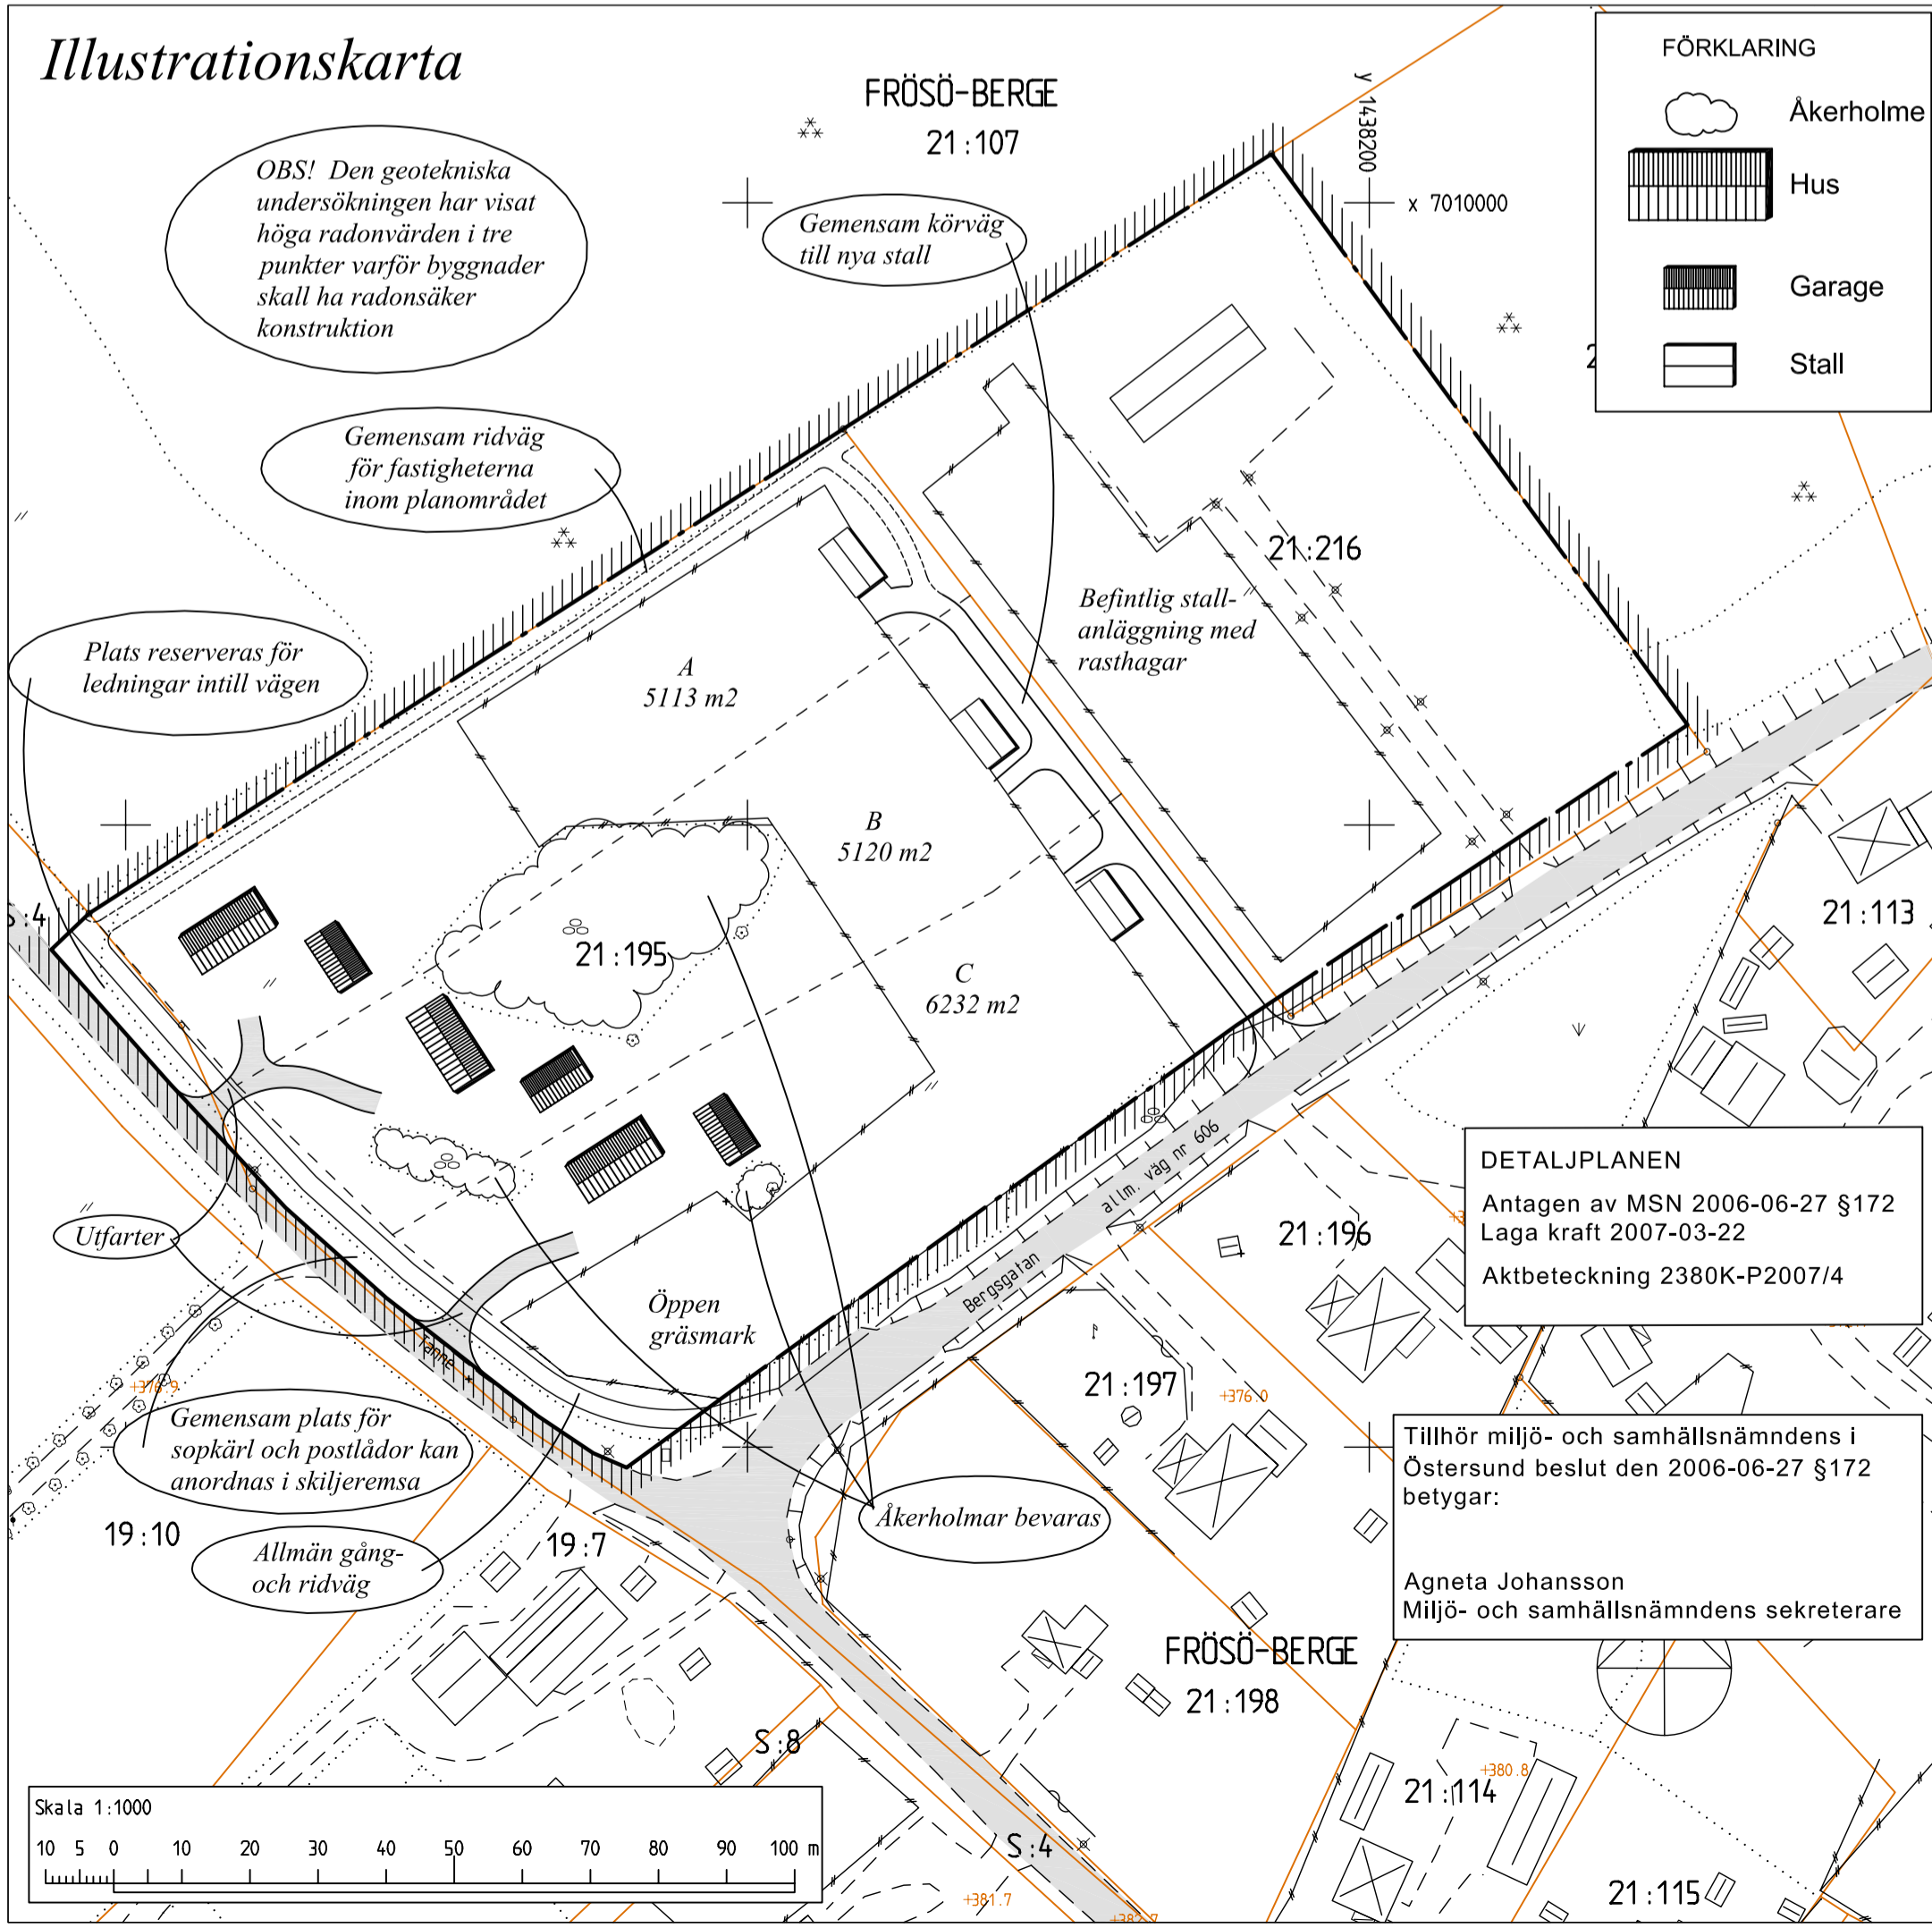 Illustrationskarta
FRÖSÖ-BERGE
21:107
y 1438200
x 7010000
FÖRKLARING
Åkerholme
Hus
Garage
Stall
OBS! Den geotekniska
undersökningen har visat
höga radonvärden i tre
punkter varför byggnader
skall ha radonsäker
konstruktion
Gemensam körväg
till nya stall
Gemensam ridväg
för fastigheterna
inom planområdet
21:216
Befintlig stall-
anläggning med
rasthagar
Plats reserveras för
ledningar intill vägen
A
5113 m2
B
5120 m2
21:195
C
6232 m2
S:4
21:113
allm. väg nr 606
Bergsgatan
Utfarter
Öppen
gräsmark
21:196
DETALJPLANEN
Antagen av MSN 2006-06-27 §172
Laga kraft 2007-03-22
Aktbeteckning 2380K-P2007/4
21:197
+376.0
+376.9
Gemensam plats för
sopkärl och postlådor kan
anordnas i skiljeremsa
Tillhör miljö- och samhällsnämndens i
Östersund beslut den 2006-06-27 §172
betygar:
Agneta Johansson
Miljö- och samhällsnämndens sekreterare
Åkerholmar bevaras
19:10
19:7
Allmän gång-
och ridväg
FRÖSÖ-BERGE
21:198
S:8
+380.8
21:114
Skala 1:1000
10 5 0 10 20 30 40 50 60 70 80 90 100 m
S:4
+381.7
21:115